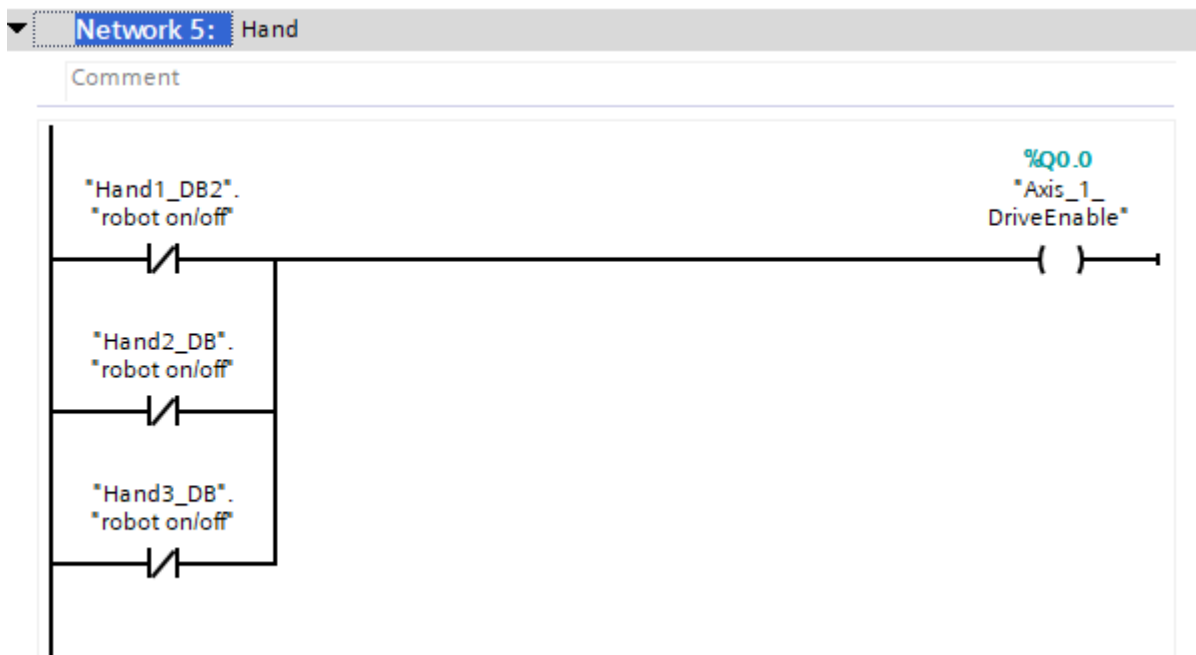 Network 5: Hand
Comment
%Q0.0
"Hand1_DB2".
"Axis_1_
"robot on/off"
DriveEnable"
"Hand2_DB".
"robot on/off"
"Hand3_DB".
"robot on/off"